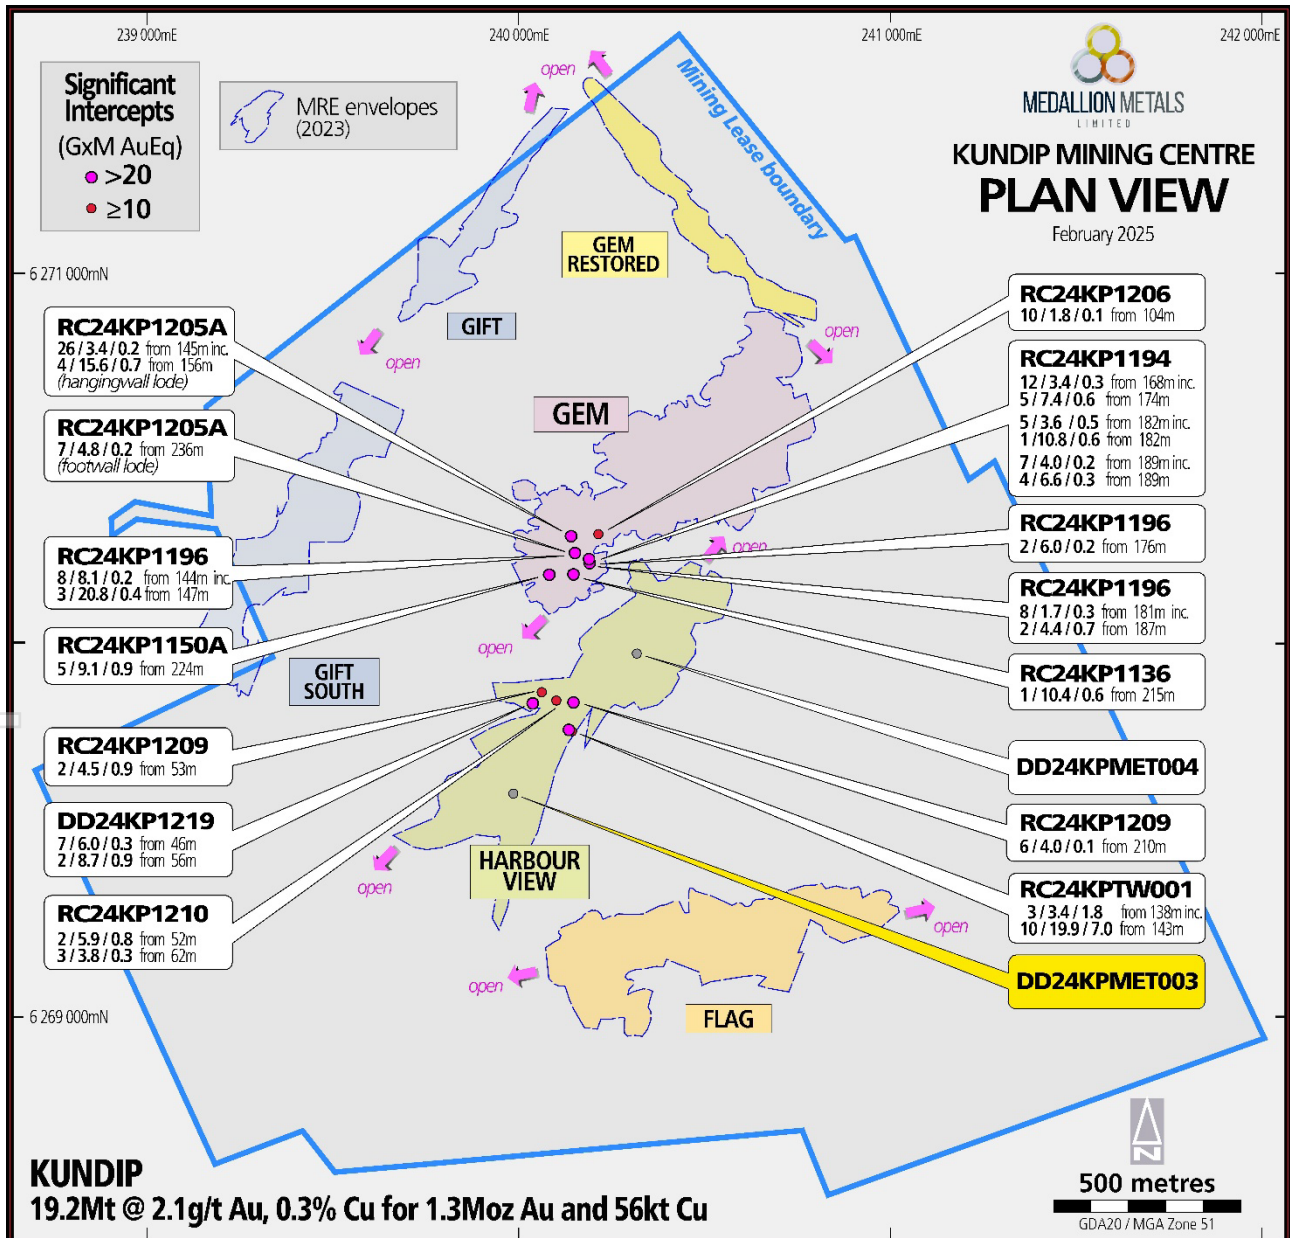 239 000mE
240 000mE
241 000mE
242 000mE
Significant
Intercepts
(GxM AuEq)
>20
≥10
MRE envelopes
(2023)
MEDALLION METALS
LIMITED
KUNDIP MINING CENTRE
PLAN VIEW
February 2025
Mining Lease boundary
open
open
GEM
RESTORED
6 271 000mN
GIFT
open
open
GEM
open
open
GIFT
SOUTH
open
HARBOUR
VIEW
open
open
FLAG
6 269 000mN
RC24KP1205A
26 / 3.4 / 0.2 from 145m inc.
4 / 15.6 / 0.7 from 156m
(hangingwall lode)
RC24KP1205A
7 / 4.8 / 0.2 from 236m
(footwall lode)
RC24KP1196
8 / 8.1 / 0.2 from 144m inc.
3 / 20.8 / 0.4 from 147m
RC24KP1150A
5 / 9.1 / 0.9 from 224m
RC24KP1209
2 / 4.5 / 0.9 from 53m
DD24KP1219
7 / 6.0 / 0.3 from 46m
2 / 8.7 / 0.9 from 56m
RC24KP1210
2 / 5.9 / 0.8 from 52m
3 / 3.8 / 0.3 from 62m
RC24KP1206
10 / 1.8 / 0.1 from 104m
RC24KP1194
12 / 3.4 / 0.3 from 168m inc.
5 / 7.4 / 0.6 from 174m
5 / 3.6 / 0.5 from 182m inc.
1 /10.8 / 0.6 from 182m
7 / 4.0 / 0.2 from 189m inc.
4 / 6.6 / 0.3 from 189m
RC24KP1196
2 / 6.0 / 0.2 from 176m
RC24KP1196
8 / 1.7 / 0.3 from 181m inc.
2 / 4.4 / 0.7 from 187m
RC24KP1136
1 / 10.4 / 0.6 from 215m
DD24KPMET004
RC24KP1209
6 / 4.0 / 0.1 from 210m
RC24KPTW001
3 / 3.4 / 1.8 from 138m inc.
10 / 19.9 / 7.0 from 143m
DD24KPMET003
KUNDIP
19.2Mt @ 2.1g/t Au, 0.3% Cu for 1.3Moz Au and 56kt Cu
N
500 metres
GDA20 / MGA Zone 51